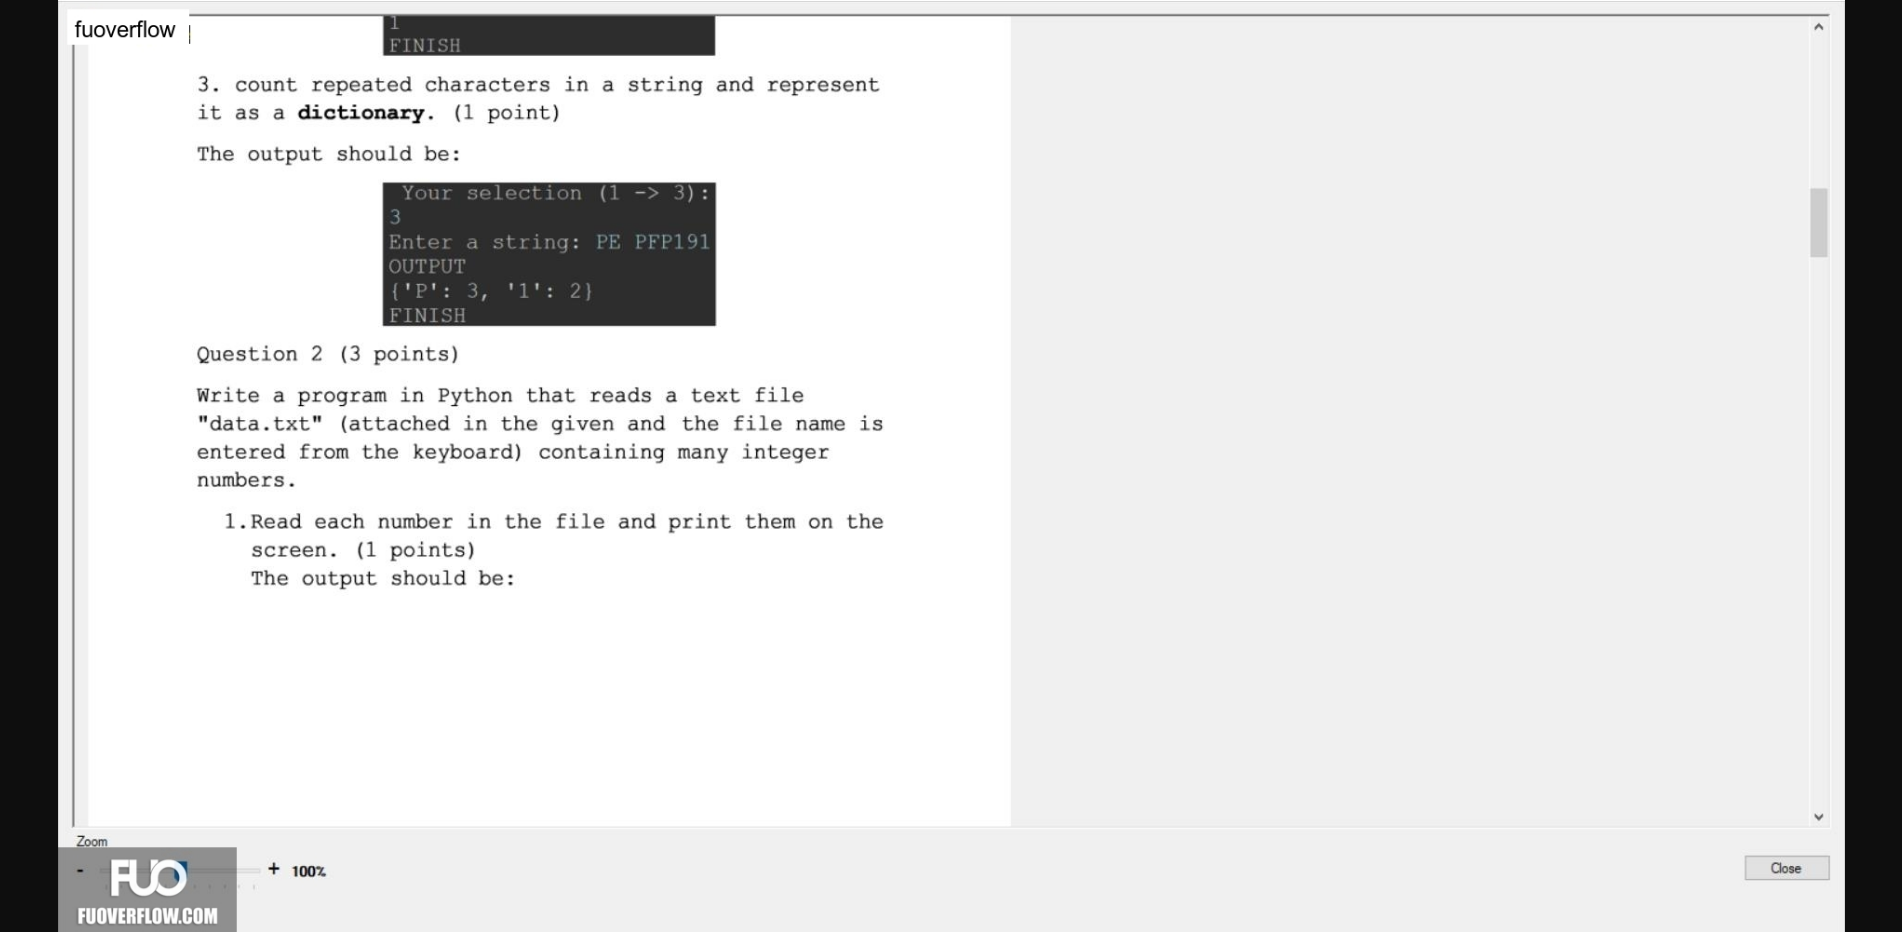 fuoverflow
1
FINISH
3. count repeated characters in a string and represent
it as a dictionary. (1 point)
The output should be:
Your selection (1 -> 3):
3
Enter a string: PE PFP191
OUTPUT
{'P': 3, '1': 2}
FINISH
Question 2 (3 points)
Write a program in Python that reads a text file
"data.txt" (attached in the given and the file name is
entered from the keyboard) containing many integer
numbers.
1.Read each number in the file and print them on the
screen. (1 points)
The output should be:
Zoom
- + 100%
Close
FUO
FUOVERFLOW.COM